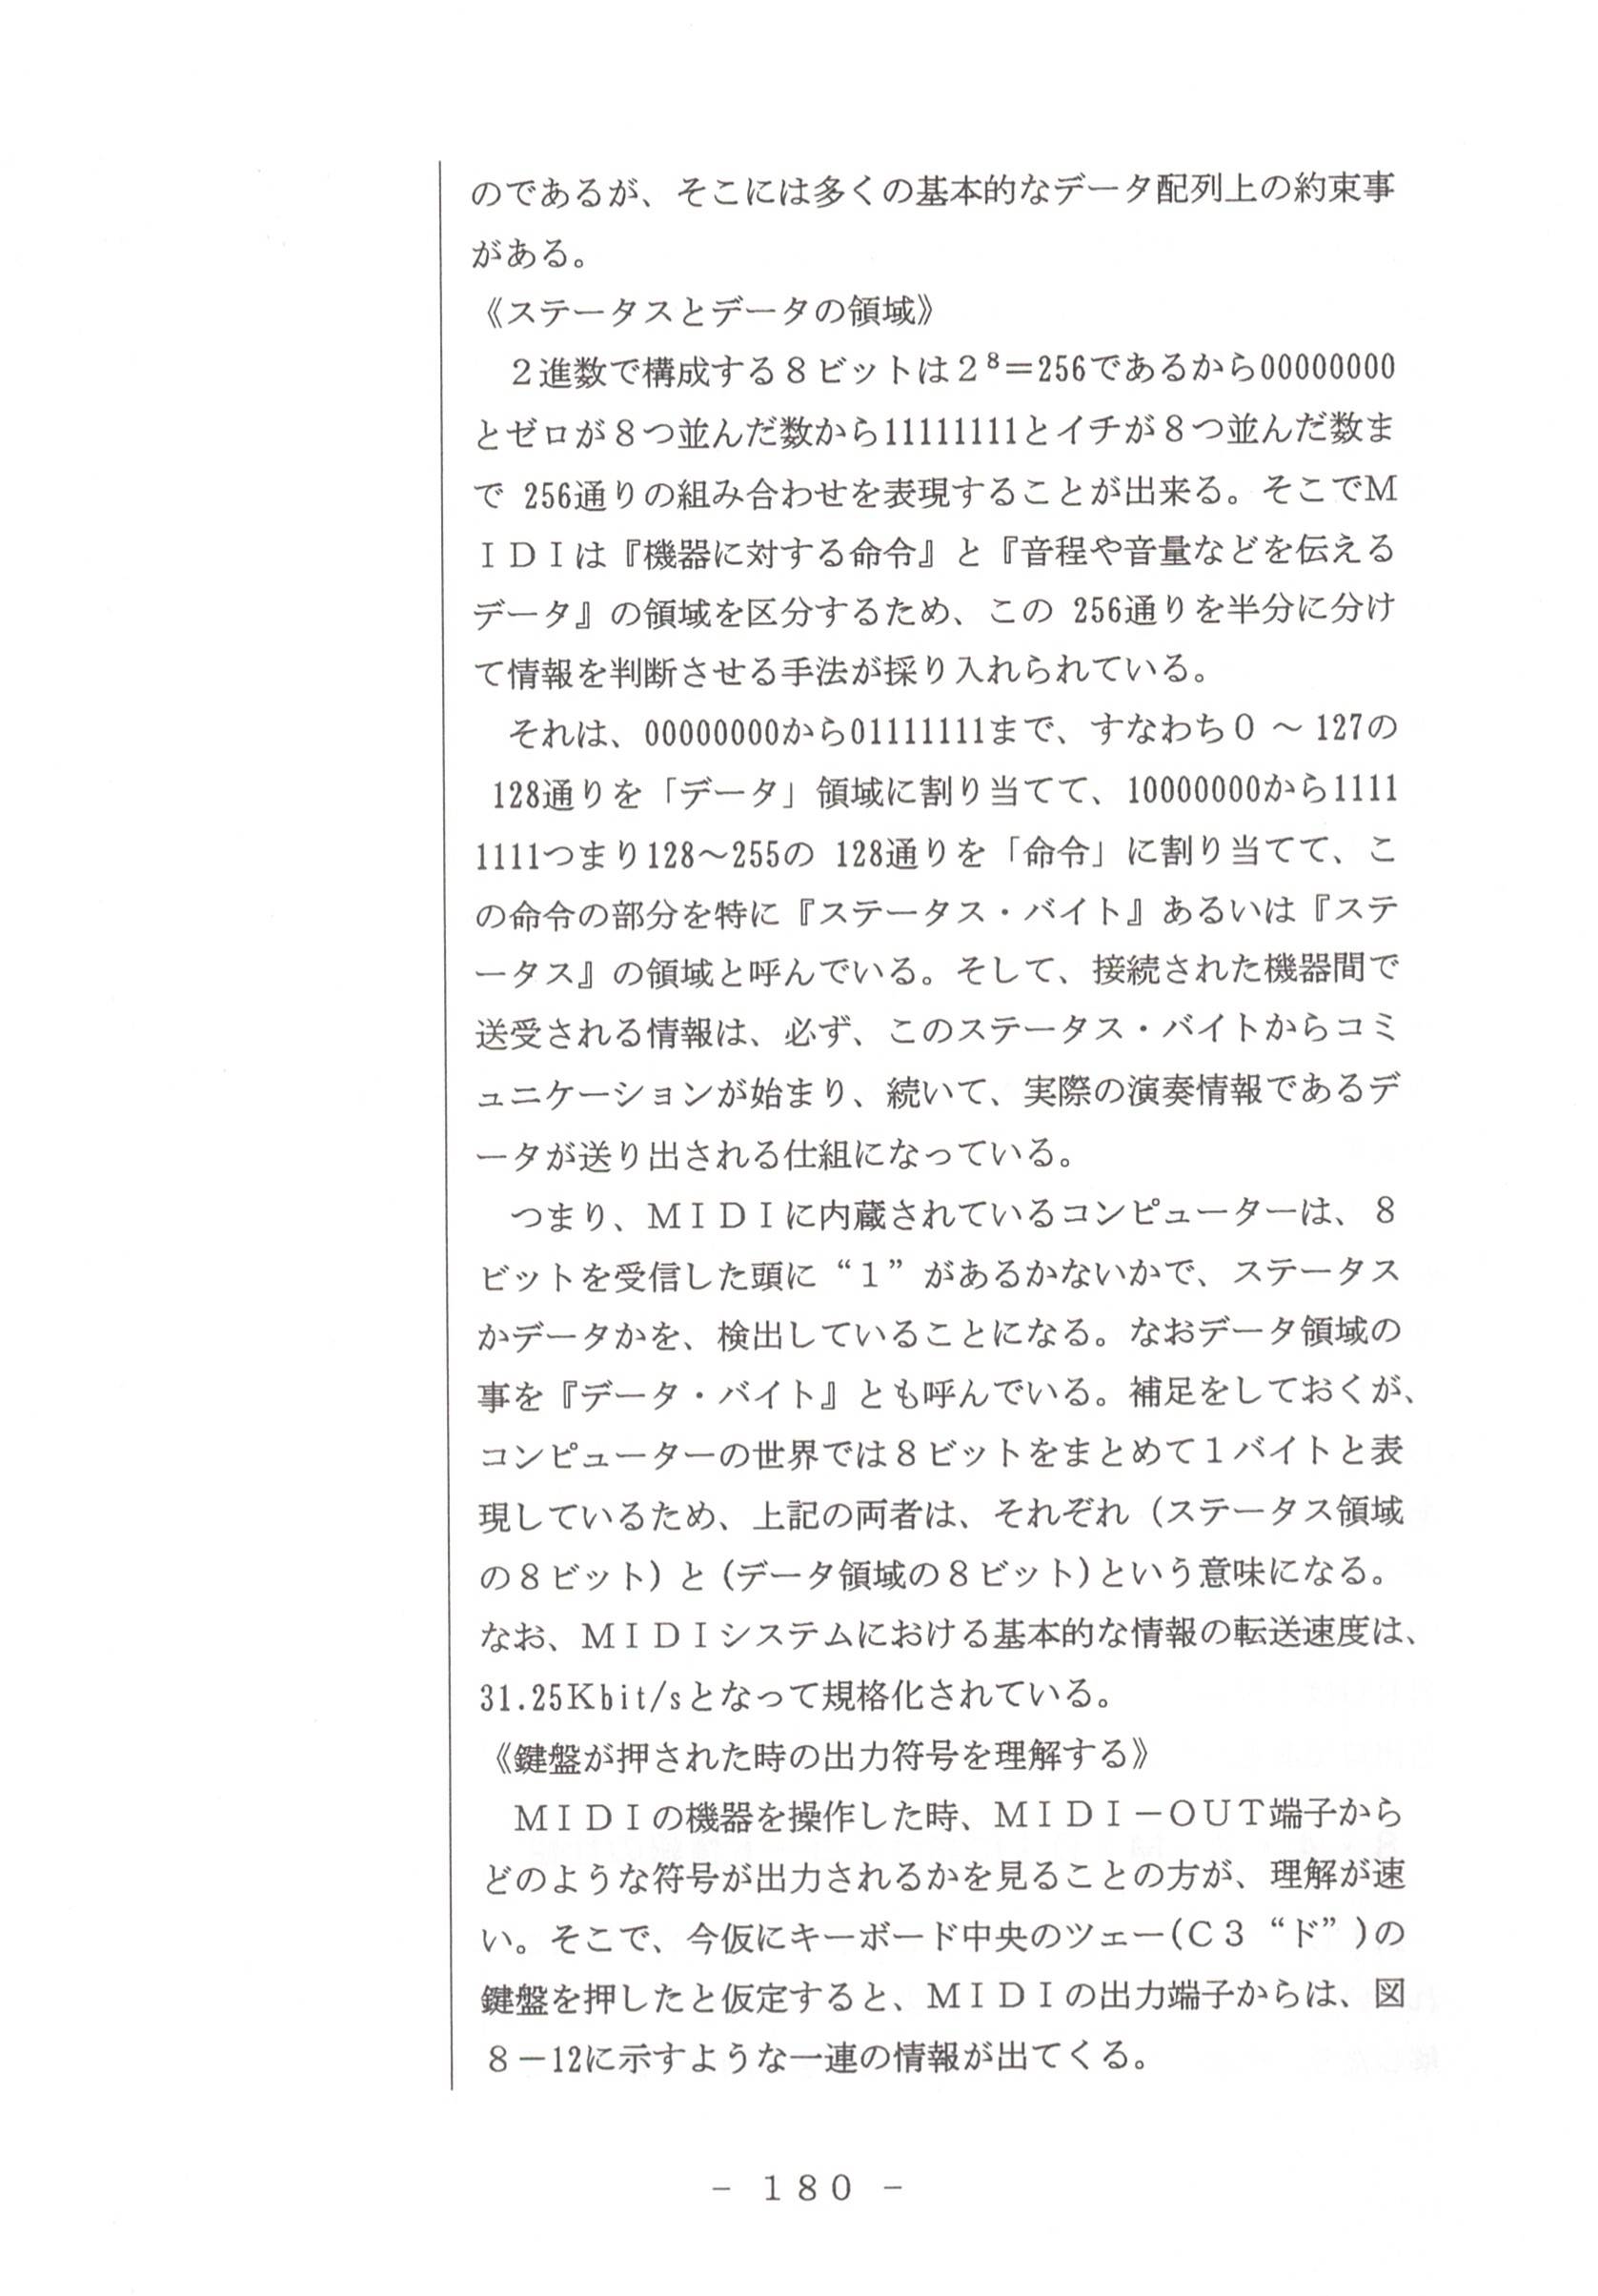 のであるが、そこには多くの基本的なデータ配列上の約束事
がある。
《ステータスとデータの領域》
　２進数で構成する８ビットは２⁸＝256であるから00000000
とゼロが８つ並んだ数から11111111とイチが８つ並んだ数ま
で 256通りの組み合わせを表現することが出来る。そこでＭ
ＩＤＩは『機器に対する命令』と『音程や音量などを伝える
データ』の領域を区分するため、この 256通りを半分に分け
て情報を判断させる手法が採り入れられている。
　それは、00000000から01111111まで、すなわち０ ～ 127の
 128通りを「データ」領域に割り当てて、10000000から1111
1111つまり128～255の 128通りを「命令」に割り当てて、こ
の命令の部分を特に『ステータス・バイト』あるいは『ステ
ータス』の領域と呼んでいる。そして、接続された機器間で
送受される情報は、必ず、このステータス・バイトからコミ
ュニケーションが始まり、続いて、実際の演奏情報であるデ
ータが送り出される仕組になっている。
　つまり、ＭＩＤＩに内蔵されているコンピューターは、８
ビットを受信した頭に“１”があるかないかで、ステータス
かデータかを、検出していることになる。なおデータ領域の
事を『データ・バイト』とも呼んでいる。補足をしておくが、
コンピューターの世界では８ビットをまとめて１バイトと表
現しているため、上記の両者は、それぞれ（ステータス領域
の８ビット）と（データ領域の８ビット）という意味になる。
なお、ＭＩＤＩシステムにおける基本的な情報の転送速度は、
31.25Kbit/sとなって規格化されている。
《鍵盤が押された時の出力符号を理解する》
　ＭＩＤＩの機器を操作した時、ＭＩＤＩ－ＯＵＴ端子から
どのような符号が出力されるかを見ることの方が、理解が速
い。そこで、今仮にキーボード中央のツェー(Ｃ３“ド”)の
鍵盤を押したと仮定すると、ＭＩＤＩの出力端子からは、図
８－12に示すような一連の情報が出てくる。
－ 180 －